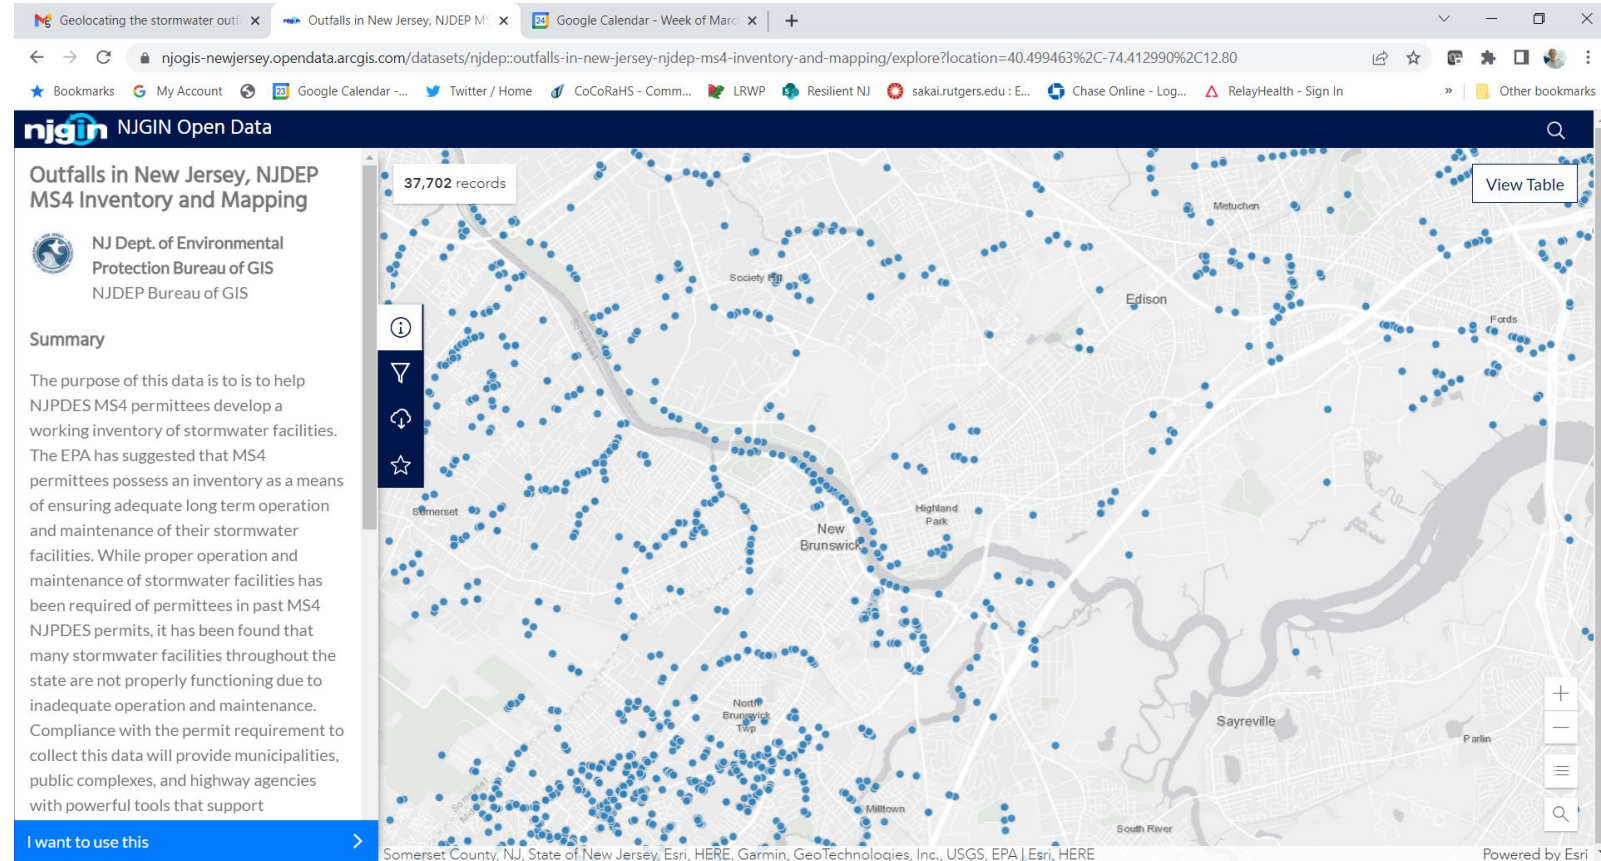 Geolocating the stormwater outf
Outfalls in New Jersey, NJDEP MS
24 Google Calendar - Week of Marc
njogis-newjersey.opendata.arcgis.com/datasets/njdep::outfalls-in-new-jersey-njdep-ms4-inventory-and-mapping/explore?location=40.499463%2C-74.412990%2C12.80
Bookmarks G My Account 23 Google Calendar -... Twitter / Home CoCoRaHS - Comm... LRWP Resilient NJ sakai.rutgers.edu : E... Chase Online - Log... RelayHealth - Sign In » Other bookmarks
njgin NJGIN Open Data
Outfalls in New Jersey, NJDEP
MS4 Inventory and Mapping
NJ Dept. of Environmental
Protection Bureau of GIS
NJDEP Bureau of GIS
Summary
The purpose of this data is to is to help
NJPDES MS4 permittees develop a
working inventory of stormwater facilities.
The EPA has suggested that MS4
permittees possess an inventory as a means
of ensuring adequate long term operation
and maintenance of their stormwater
facilities. While proper operation and
maintenance of stormwater facilities has
been required of permittees in past MS4
NJPDES permits, it has been found that
many stormwater facilities throughout the
state are not properly functioning due to
inadequate operation and maintenance.
Compliance with the permit requirement to
collect this data will provide municipalities,
public complexes, and highway agencies
with powerful tools that support
I want to use this
37,702 records
View Table
Metuchen
Society Hill
Edison
Fords
Somerset
Somerset
Highland
Park
New
Brunswick
North
Brunswick
Twp
Sayreville
Parlin
Milltown
South River
Somerset County, NJ, State of New Jersey, Esri, HERE, Garmin, GeoTechnologies, Inc., USGS, EPA | Esri, HERE
Powered by Esri